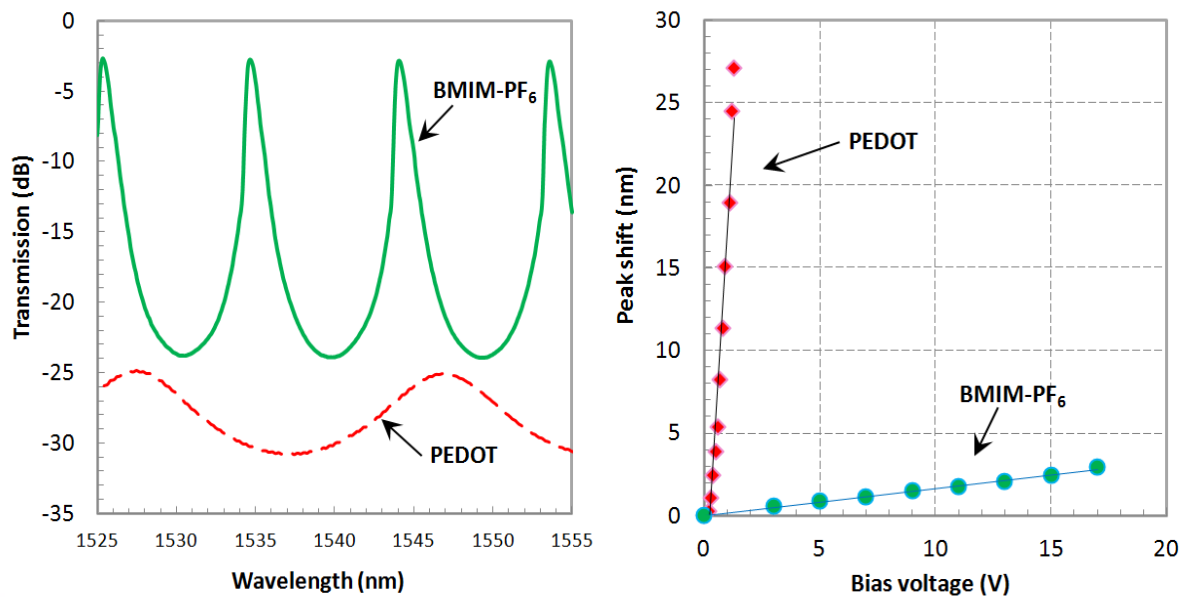 0
-5
-10
-15
-20
-25
-30
-35
Transmission (dB)
BMIM-PF₆
PEDOT
1525 1530 1535 1540 1545 1550 1555
Wavelength (nm)
30
25
20
15
10
5
0
Peak shift (nm)
PEDOT
BMIM-PF₆
0 5 10 15 20
Bias voltage (V)